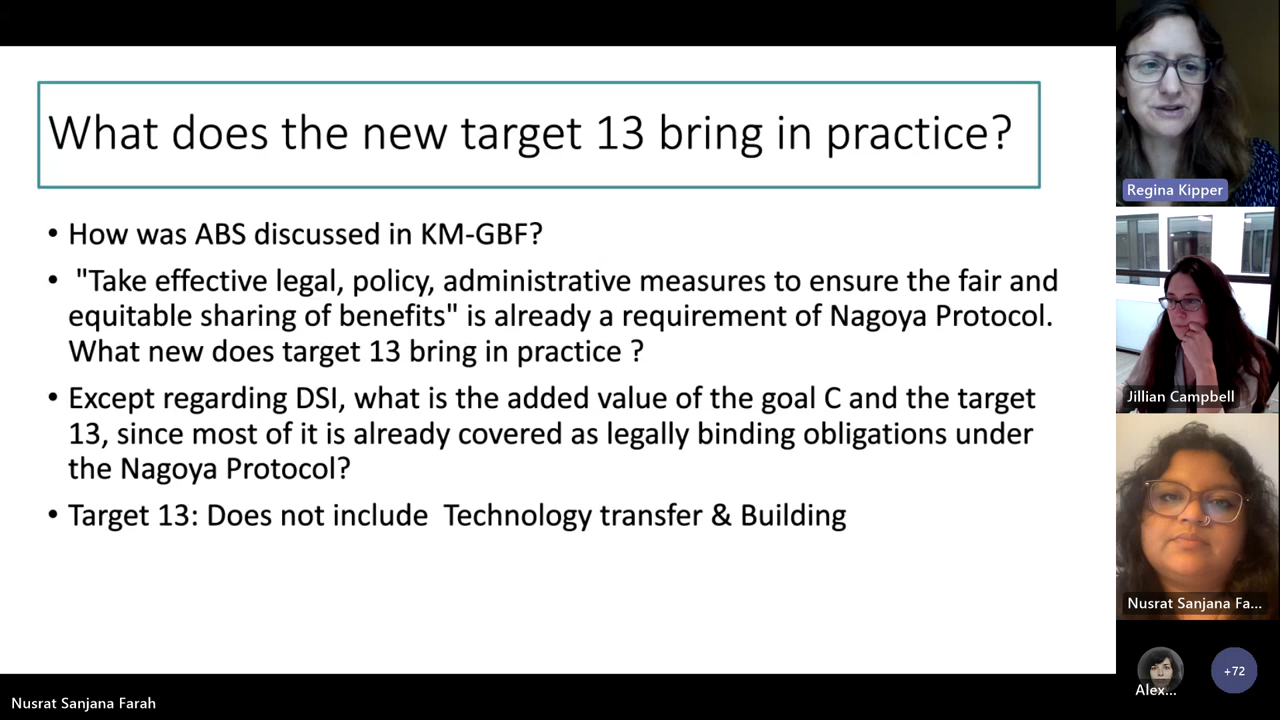 What does the new target 13 bring in practice?
• How was ABS discussed in KM-GBF?
• "Take effective legal, policy, administrative measures to ensure the fair and
equitable sharing of benefits" is already a requirement of Nagoya Protocol.
What new does target 13 bring in practice ?
• Except regarding DSI, what is the added value of the goal C and the target
13, since most of it is already covered as legally binding obligations under
the Nagoya Protocol?
• Target 13: Does not include Technology transfer & Building
Regina Kipper
Jillian Campbell
Nusrat Sanjana Fa...
Alex...
+72
Nusrat Sanjana Farah